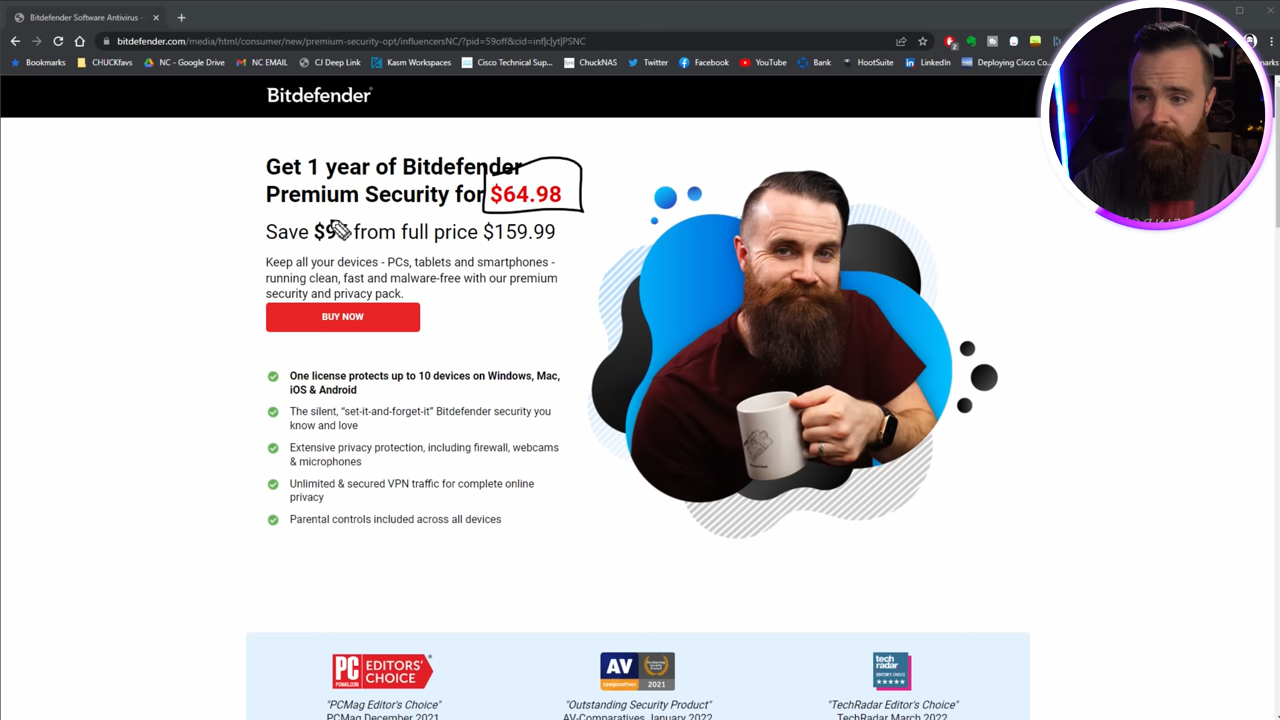 Bitdefender Software Antivirus -
bitdefender.com/media/html/consumer/new/premium-security-opt/influencersNC/?pid=59off&cid=inf|c|yt|PSNC
Bookmarks CHUCKfavs NC - Google Drive NC EMAIL CJ Deep Link Kasm Workspaces Cisco Technical Sup... ChuckNAS Twitter Facebook YouTube Bank HootSuite LinkedIn Deploying Cisco Co...
Bitdefender
Get 1 year of Bitdefender
Premium Security for $64.98
Save from full price $159.99
Keep all your devices - PCs, tablets and smartphones -
running clean, fast and malware-free with our premium
security and privacy pack.
BUY NOW
One license protects up to 10 devices on Windows, Mac,
iOS & Android
The silent, “set-it-and-forget-it” Bitdefender security you
know and love
Extensive privacy protection, including firewall, webcams
& microphones
Unlimited & secured VPN traffic for complete online
privacy
Parental controls included across all devices
PC EDITORS'
PCMAG.COM CHOICE
AV
comparatives 2021
tech
radar
EDITOR'S CHOICE
"PCMag Editor's Choice"
PCMag December 2021
"Outstanding Security Product"
AV-Comparatives January 2022
"TechRadar Editor's Choice"
TechRadar March 2022